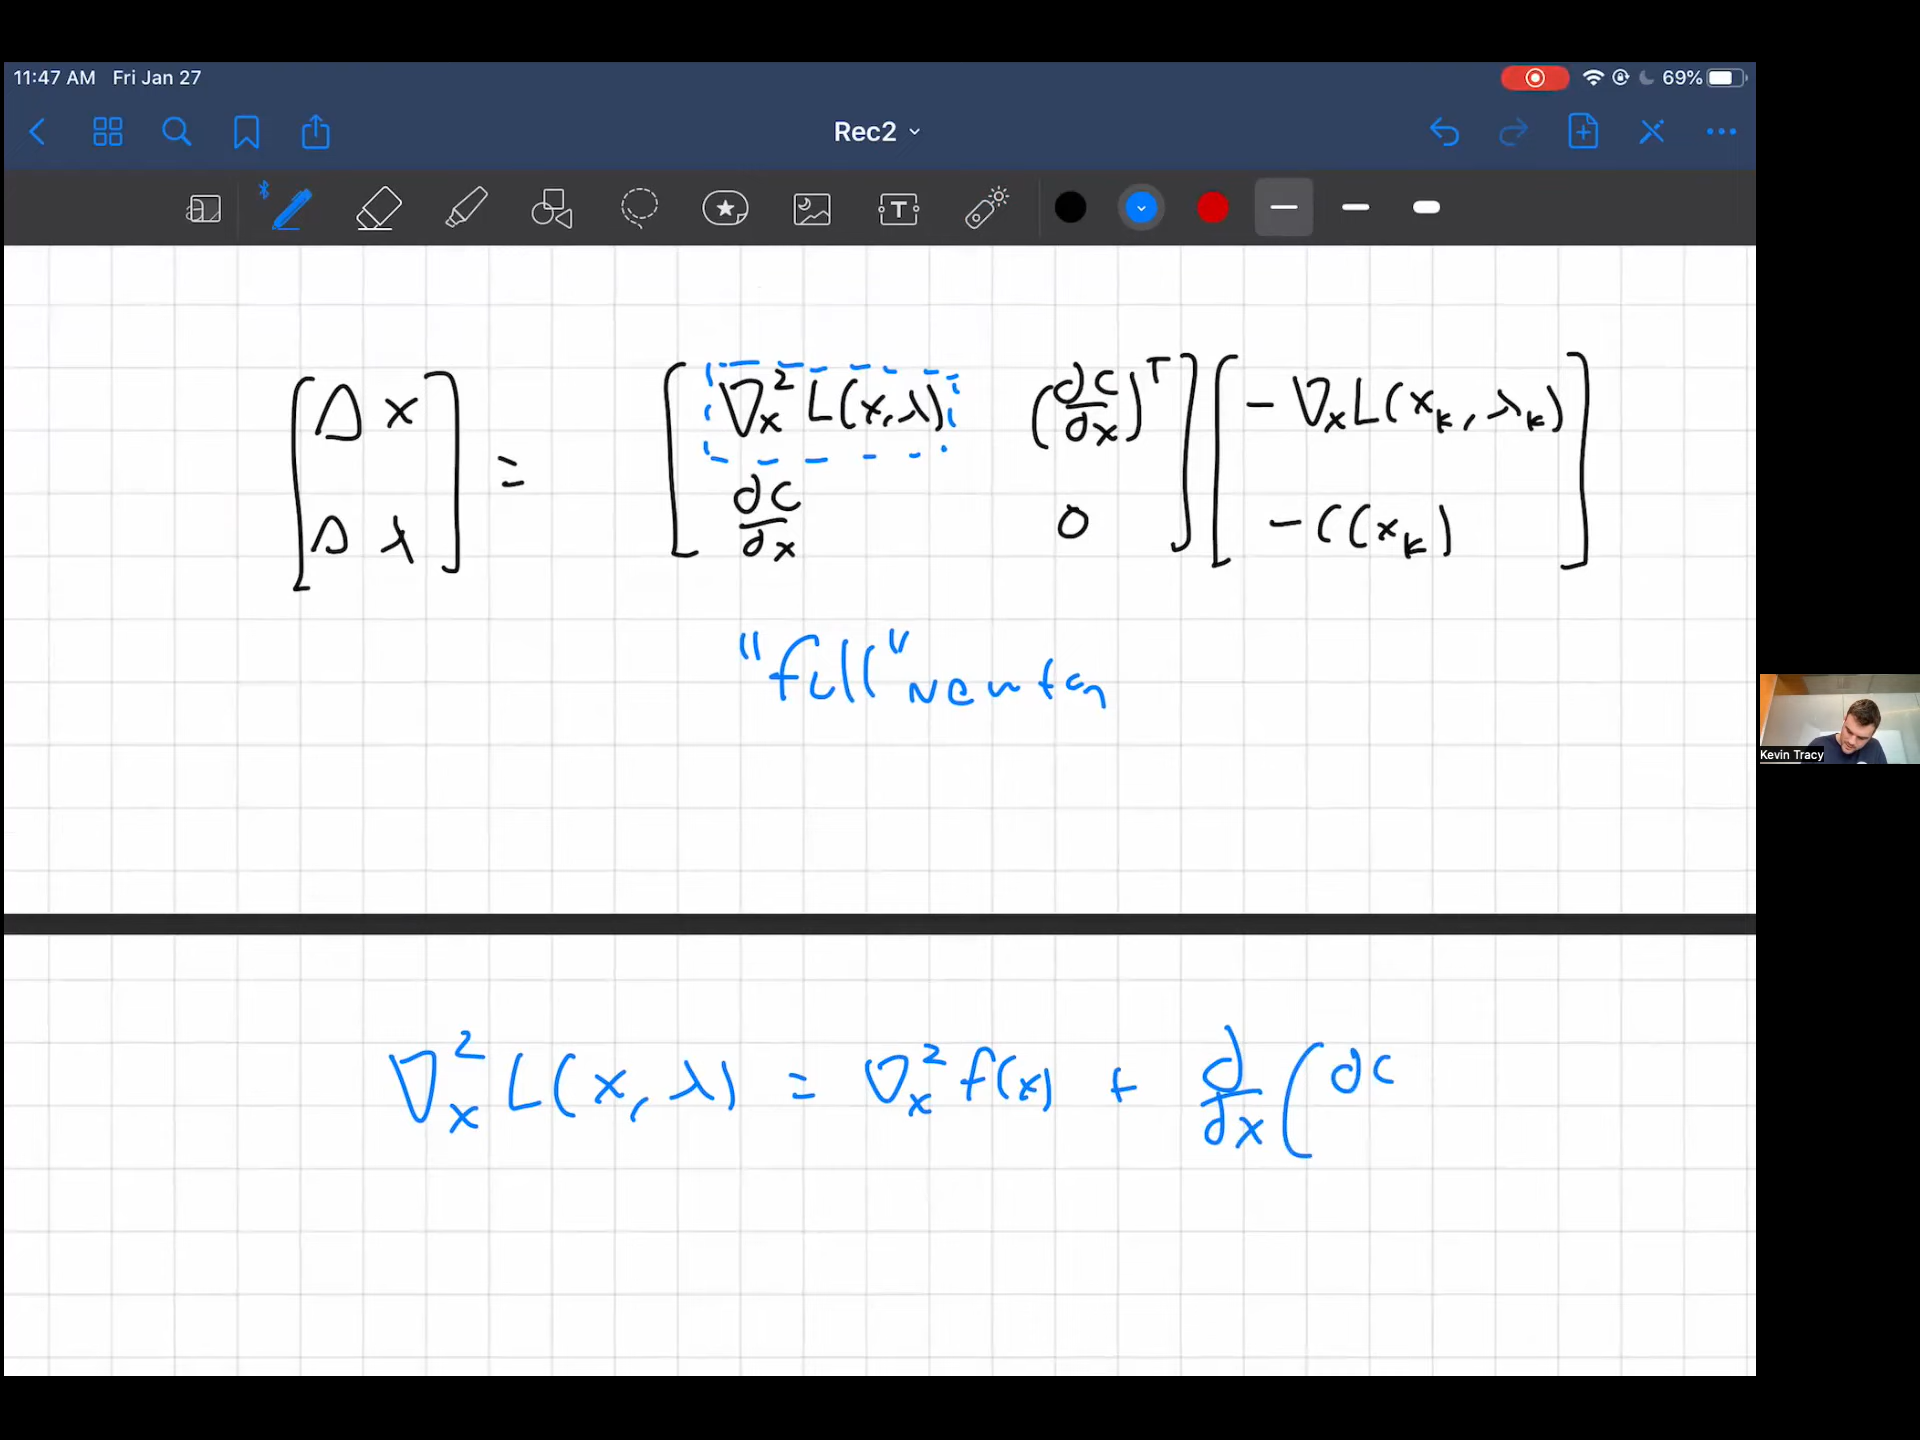 11:47 AM Fri Jan 27 69%
Rec2
T
[Δx Δλ] = [∇ₓ²L(x,λ) (∂C/∂x)ᵀ ; ∂C/∂x 0] [-∇ₓL(xₖ,λₖ) ; -C(xₖ)]
"full" Newton
Kevin Tracy
∇ₓ²L(x,λ) = ∇ₓ²f(x) + ∂/∂x(∂C